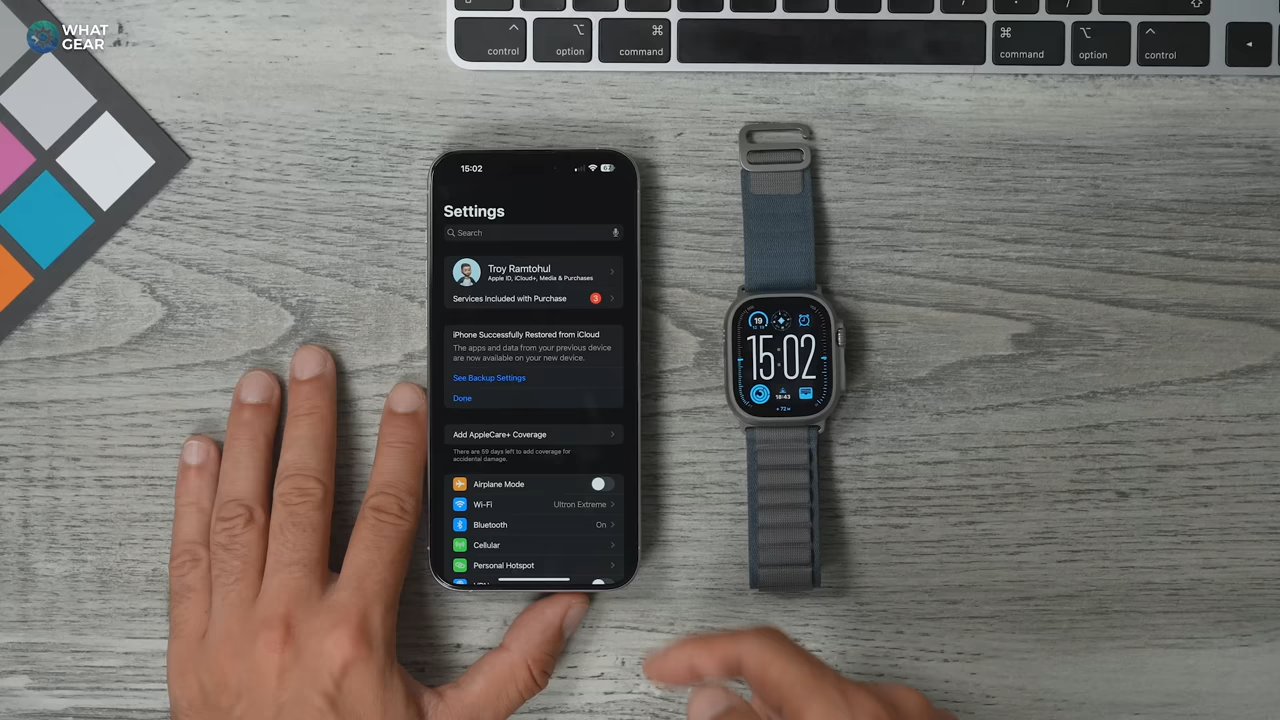 WHAT
GEAR
control
option
command
command
option
control
15:02
67
Settings
Search
Troy Ramtohul
Apple ID, iCloud+, Media & Purchases
Services Included with Purchase
3
iPhone Successfully Restored from iCloud
The apps and data from your previous device
are now available on your new device.
See Backup Settings
Done
Add AppleCare+ Coverage
There are 59 days left to add coverage for
accidental damage.
Airplane Mode
Wi-Fi
Ultron Extreme
Bluetooth
On
Cellular
Personal Hotspot
19
15:02
18:43